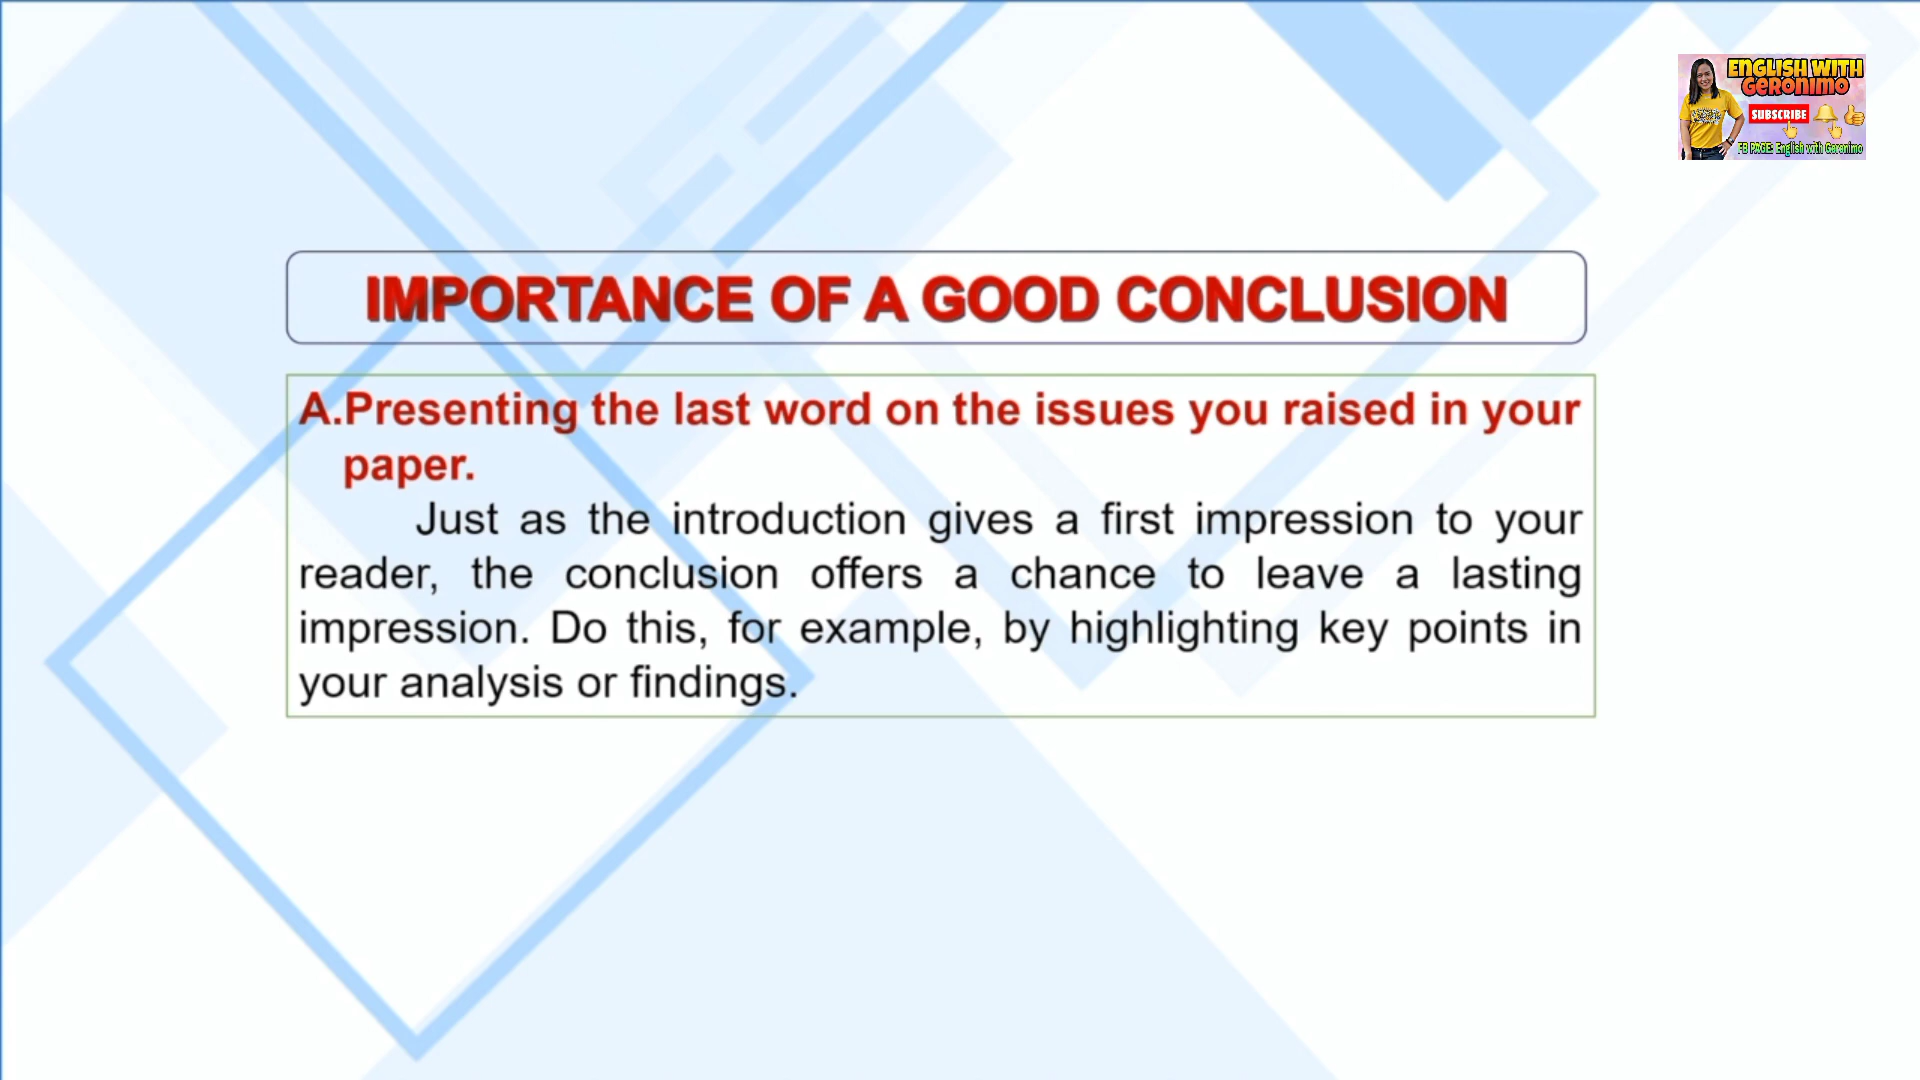 ENGLISH WITH
GERONIMO
SUBSCRIBE
FB PAGE: English with Geronimo
IMPORTANCE OF A GOOD CONCLUSION
A.Presenting the last word on the issues you raised in your
paper.
Just as the introduction gives a first impression to your
reader, the conclusion offers a chance to leave a lasting
impression. Do this, for example, by highlighting key points in
your analysis or findings.